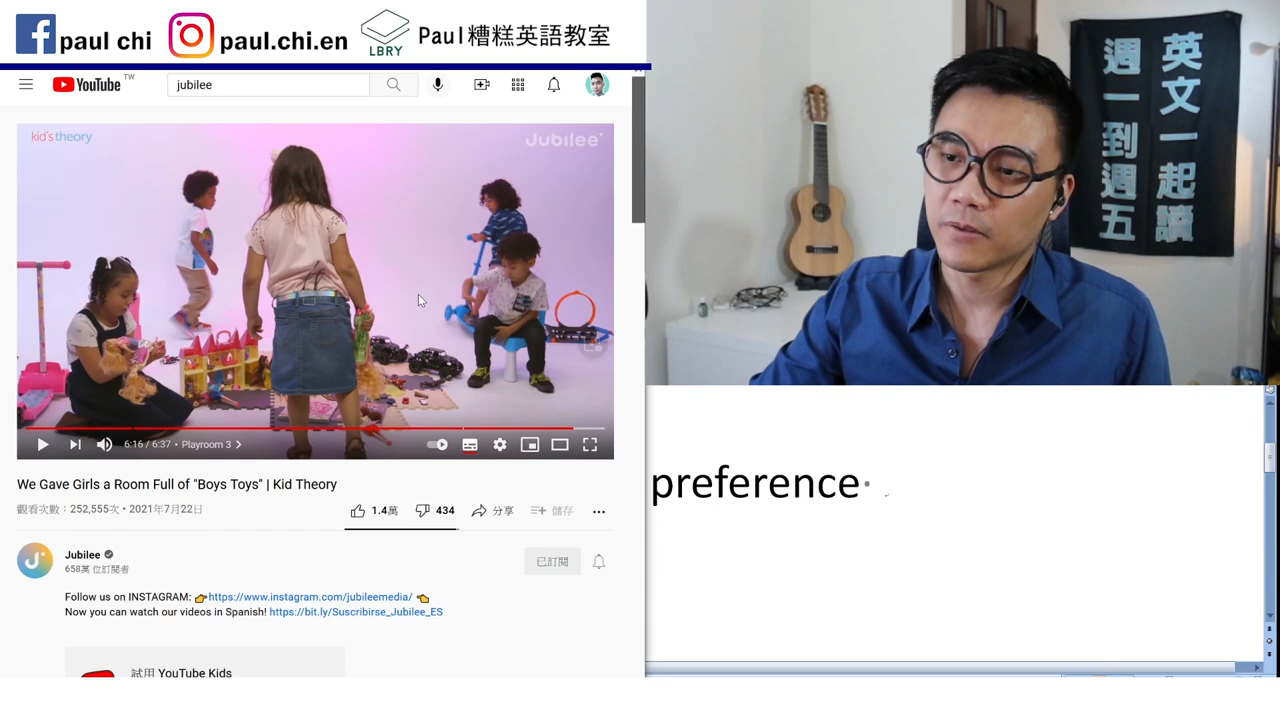 paul chi
paul.chi.en
LBRY
Paul糟糕英語教室
YouTube TW
jubilee
kid's theory
Jubilee
6:16 / 6:37 • Playroom 3
We Gave Girls a Room Full of "Boys Toys" | Kid Theory
觀看次數：252,555次 • 2021年7月22日
1.4萬
434
分享
儲存
Jubilee
658萬 位訂閱者
已訂閱
Follow us on INSTAGRAM: 👉https://www.instagram.com/jubileemedia/ 👈
Now you can watch our videos in Spanish! https://bit.ly/Suscribirse_Jubilee_ES
試用 YouTube Kids
英文一起讀
週一到週五
preference